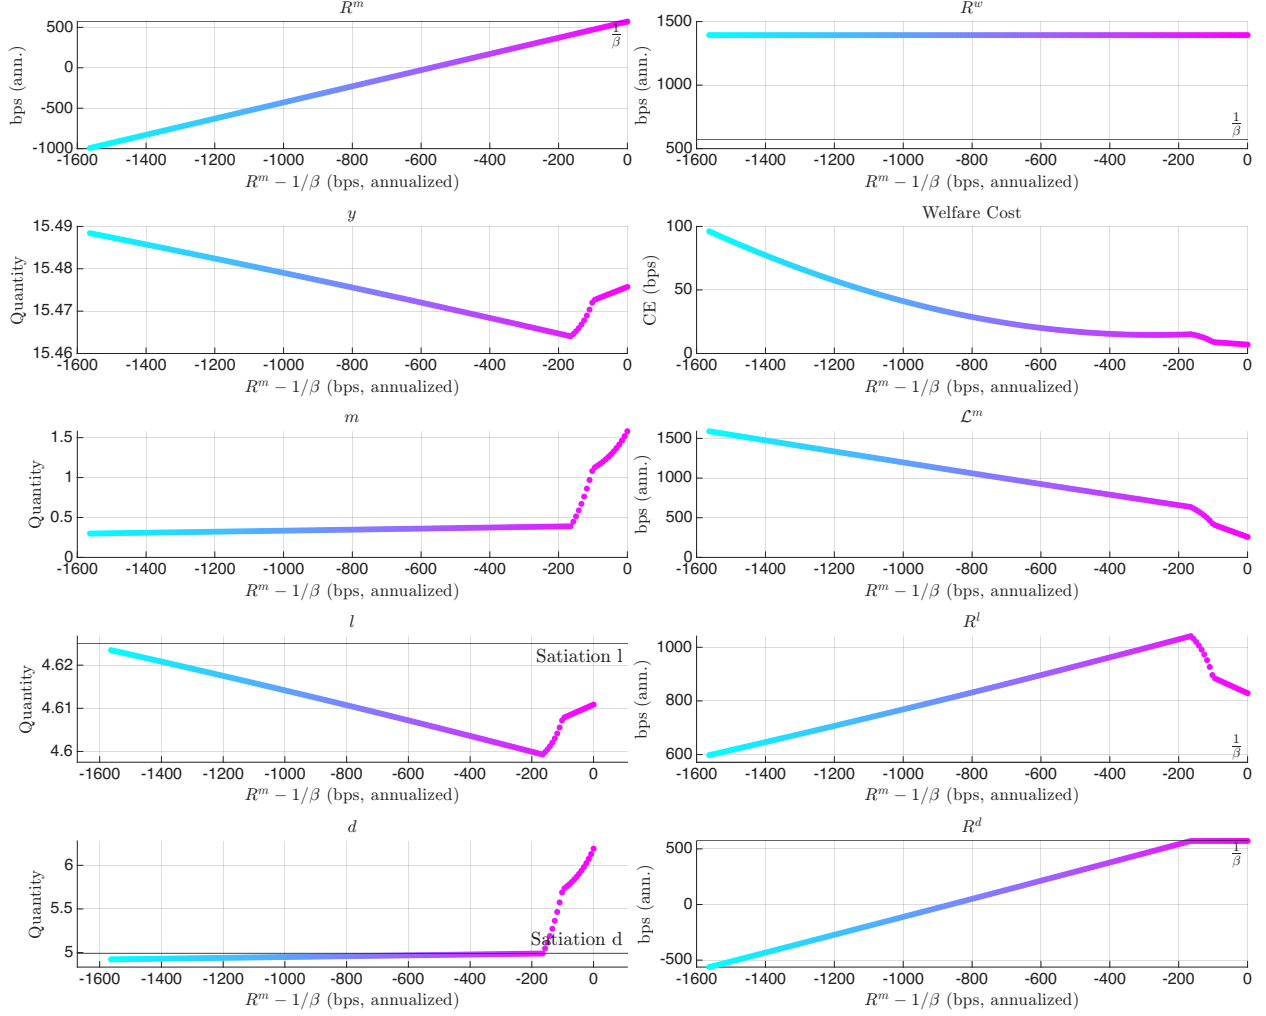 R^m
500
0
-500
-1000
bps (ann.)
1/β
-1600 -1400 -1200 -1000 -800 -600 -400 -200 0
R^m − 1/β (bps, annualized)
R^w
1500
1000
500
bps (ann.)
1/β
-1600 -1400 -1200 -1000 -800 -600 -400 -200 0
R^m − 1/β (bps, annualized)
y
15.49
15.48
15.47
15.46
Quantity
-1600 -1400 -1200 -1000 -800 -600 -400 -200 0
R^m − 1/β (bps, annualized)
Welfare Cost
100
50
0
CE (bps)
-1600 -1400 -1200 -1000 -800 -600 -400 -200 0
R^m − 1/β (bps, annualized)
m
1.5
1
0.5
0
Quantity
-1600 -1400 -1200 -1000 -800 -600 -400 -200 0
R^m − 1/β (bps, annualized)
ℒ^m
1500
1000
500
0
bps (ann.)
-1600 -1400 -1200 -1000 -800 -600 -400 -200 0
R^m − 1/β (bps, annualized)
l
4.62
4.61
4.6
Quantity
Satiation l
-1600 -1400 -1200 -1000 -800 -600 -400 -200 0
R^m − 1/β (bps, annualized)
R^l
1000
800
600
bps (ann.)
1/β
-1600 -1400 -1200 -1000 -800 -600 -400 -200 0
R^m − 1/β (bps, annualized)
d
6
5.5
5
Quantity
Satiation d
-1600 -1400 -1200 -1000 -800 -600 -400 -200 0
R^m − 1/β (bps, annualized)
R^d
500
0
-500
bps (ann.)
1/β
-1600 -1400 -1200 -1000 -800 -600 -400 -200 0
R^m − 1/β (bps, annualized)